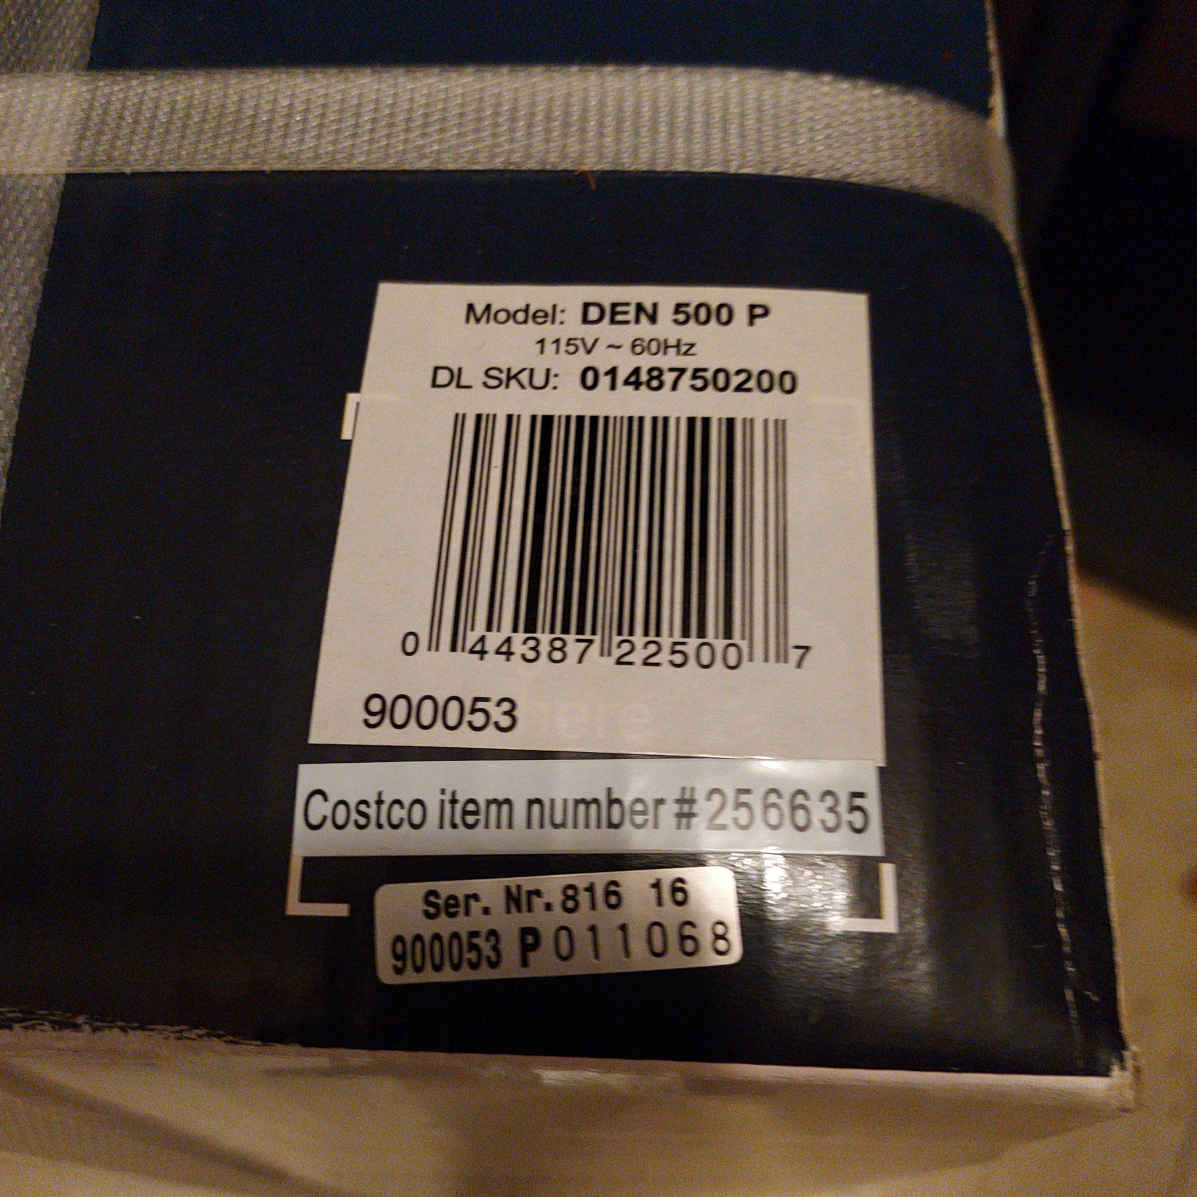 Model: DEN 500 P
115V ~ 60Hz
DL SKU: 0148750200
0 44387 22500 7
900053
here
Costco item number #256635
Ser. Nr. 816 16
900053 P011068